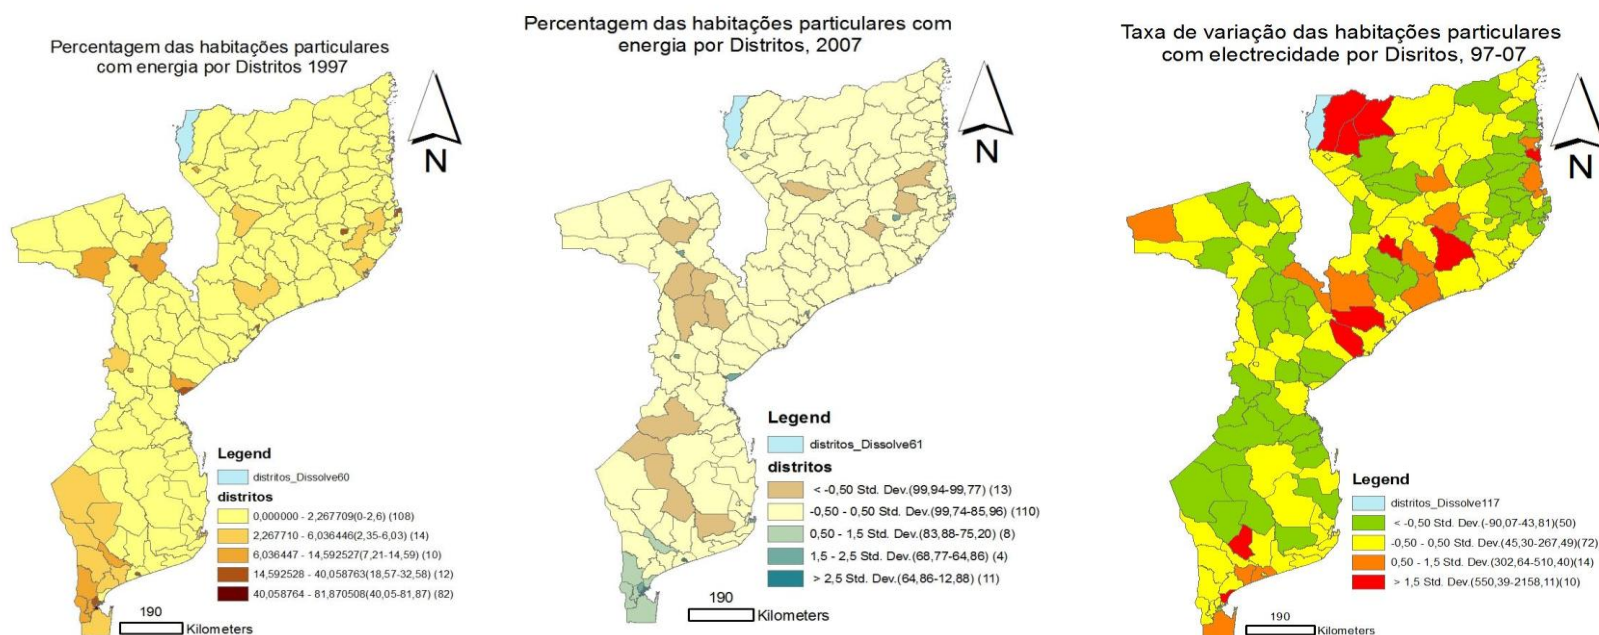 Percentagem das habitações particulares
com energia por Distritos 1997
N
Legend
distritos_Dissolve60
distritos
0,000000 - 2,267709(0-2,6) (108)
2,267710 - 6,036446(2,35-6,03) (14)
6,036447 - 14,592527(7,21-14,59) (10)
14,592528 - 40,058763(18,57-32,58) (12)
40,058764 - 81,870508(40,05-81,87) (82)
190
Kilometers
Percentagem das habitações particulares com
energia por Distritos, 2007
N
Legend
distritos_Dissolve61
distritos
< -0,50 Std. Dev.(99,94-99,77) (13)
-0,50 - 0,50 Std. Dev.(99,74-85,96) (110)
0,50 - 1,5 Std. Dev.(83,88-75,20) (8)
1,5 - 2,5 Std. Dev.(68,77-64,86) (4)
> 2,5 Std. Dev.(64,86-12,88) (11)
190
Kilometers
Taxa de variação das habitações particulares
com electrecidade por Disritos, 97-07
N
Legend
distritos_Dissolve117
< -0,50 Std. Dev.(-90,07-43,81)(50)
-0,50 - 0,50 Std. Dev.(45,30-267,49)(72)
0,50 - 1,5 Std. Dev.(302,64-510,40)(14)
> 1,5 Std. Dev.(550,39-2158,11)(10)
190
Kilometers